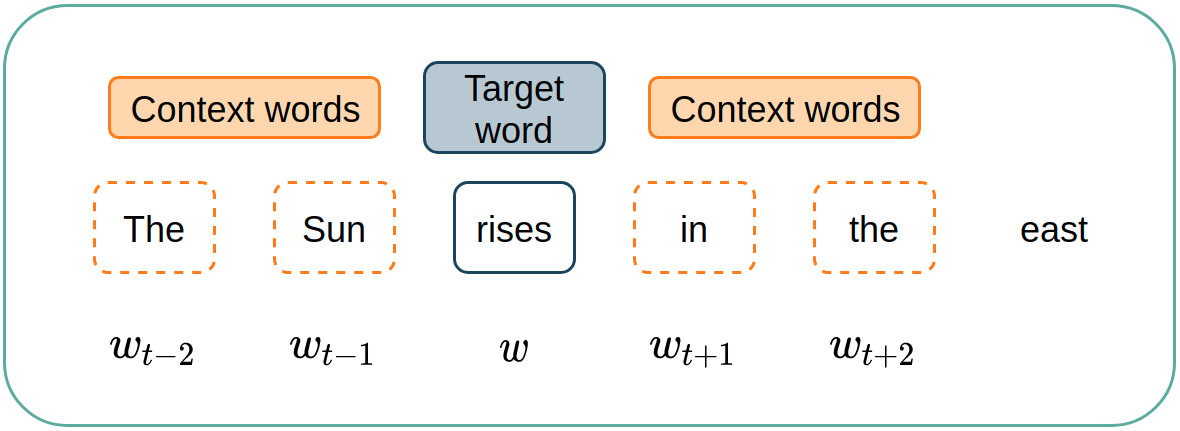 Context words Target word Context words
The Sun rises in the east
w_{t-2} w_{t-1} w w_{t+1} w_{t+2}